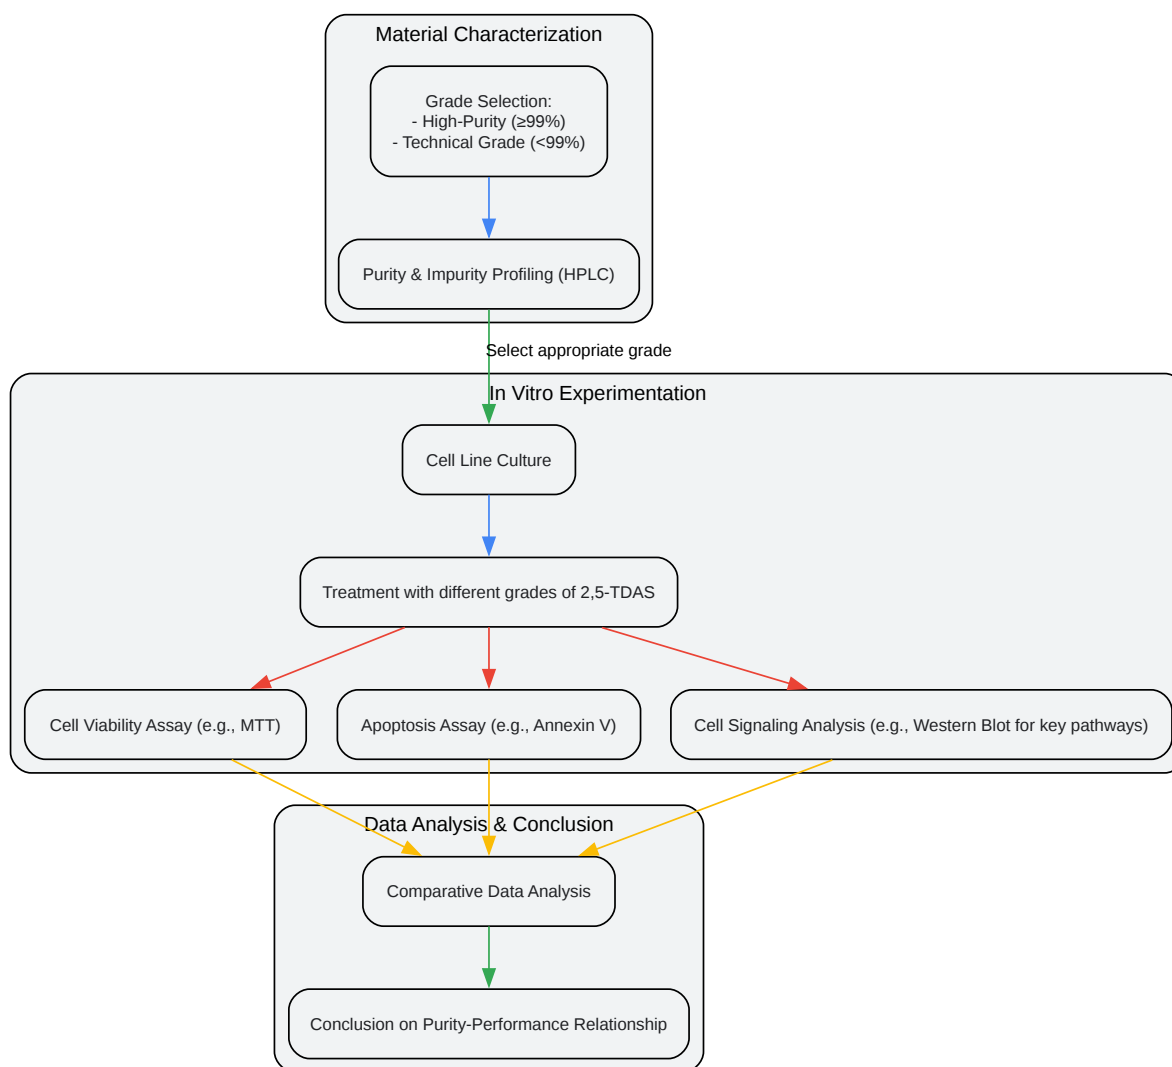 Material Characterization
Grade Selection:
- High-Purity (≥99%)
- Technical Grade (<99%)
Purity & Impurity Profiling (HPLC)
Select appropriate grade
In Vitro Experimentation
Cell Line Culture
Treatment with different grades of 2,5-TDAS
Cell Viability Assay (e.g., MTT)
Apoptosis Assay (e.g., Annexin V)
Cell Signaling Analysis (e.g., Western Blot for key pathways)
Data Analysis & Conclusion
Comparative Data Analysis
Conclusion on Purity-Performance Relationship